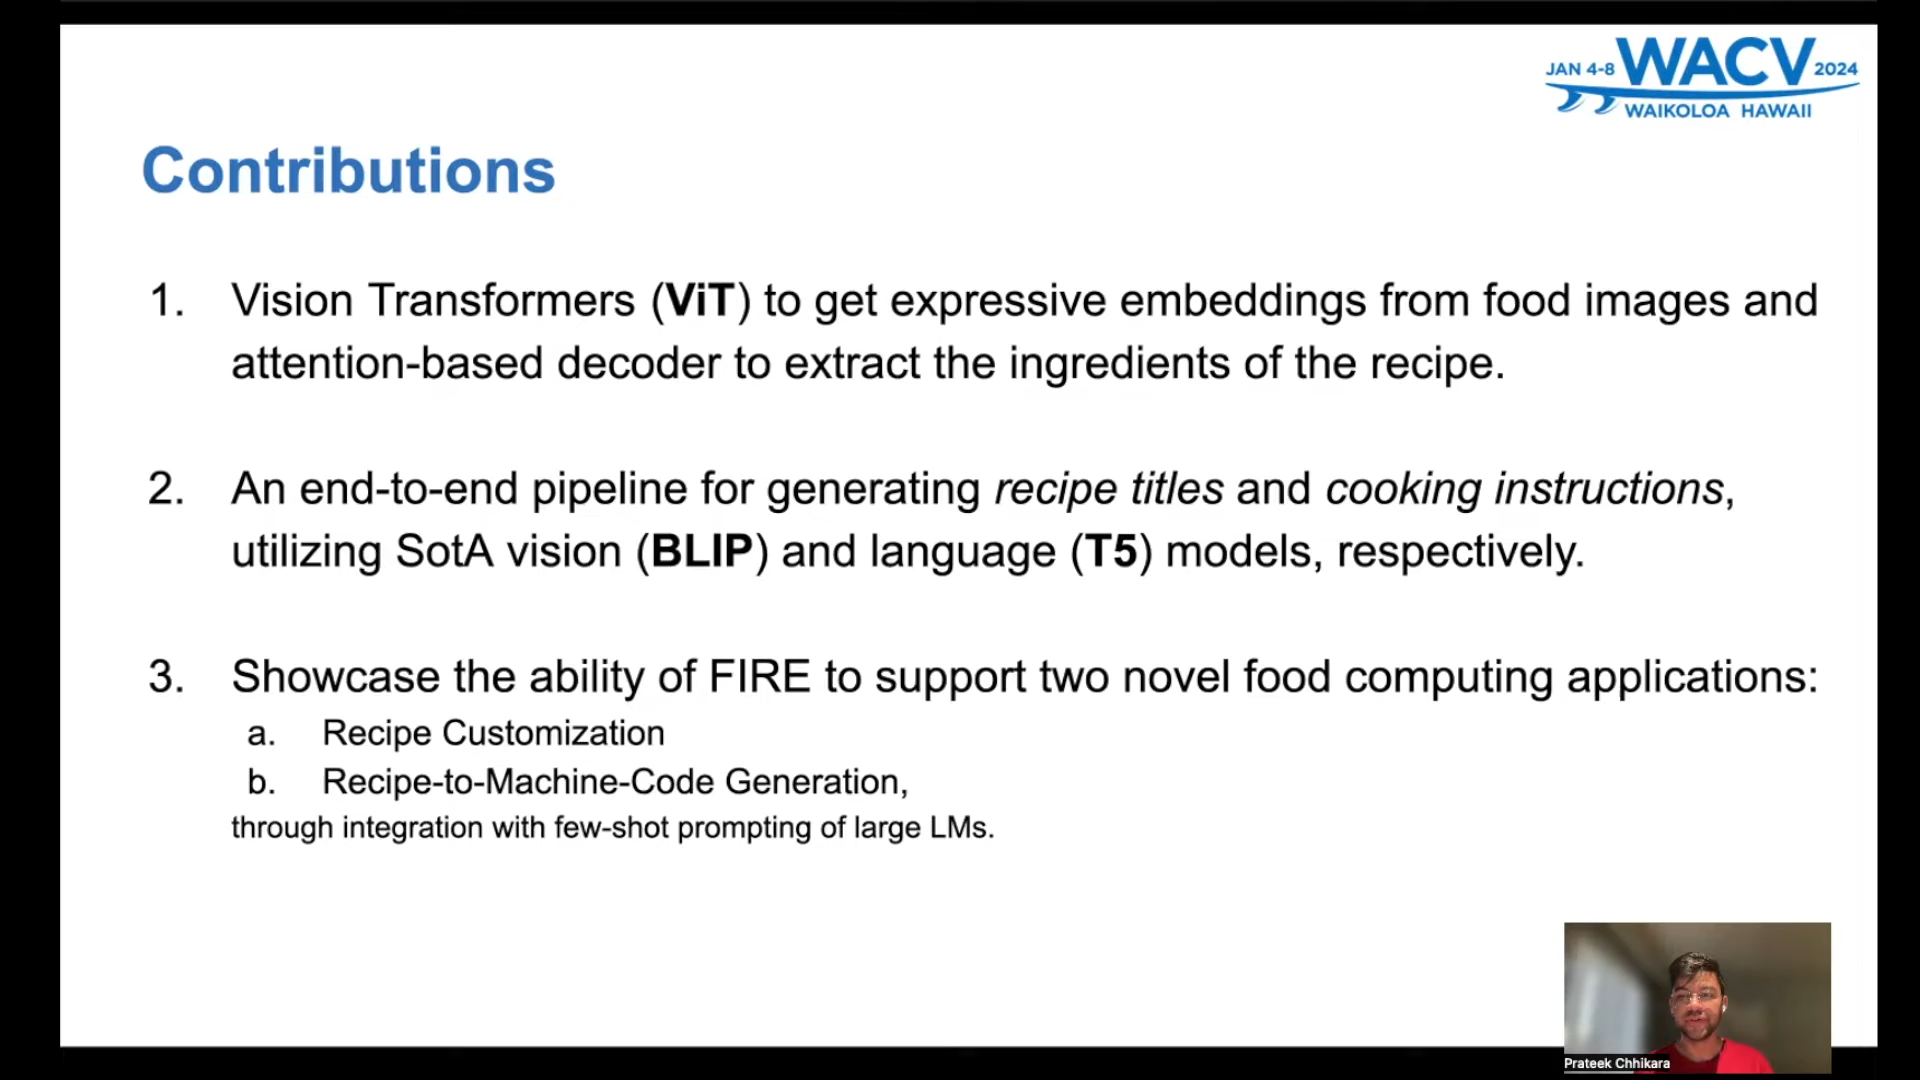 JAN 4-8 WACV 2024
WAIKOLOA HAWAII
Contributions
1. Vision Transformers (ViT) to get expressive embeddings from food images and
attention-based decoder to extract the ingredients of the recipe.
2. An end-to-end pipeline for generating recipe titles and cooking instructions,
utilizing SotA vision (BLIP) and language (T5) models, respectively.
3. Showcase the ability of FIRE to support two novel food computing applications:
a. Recipe Customization
b. Recipe-to-Machine-Code Generation,
through integration with few-shot prompting of large LMs.
Prateek Chhikara